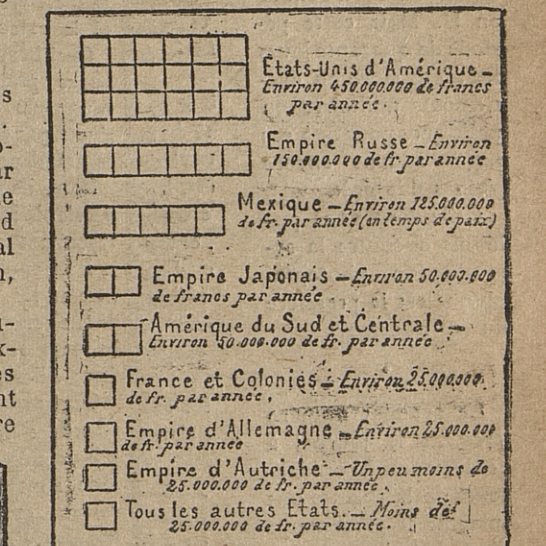 États-Unis d'Amérique –
Environ 450.000.000 de francs
par année.
Empire Russe – Environ
150.000.000 de fr. par année
Mexique – Environ 125.000.000
de fr. par année (en temps de paix)
Empire Japonais – Environ 50.000.000
de francs par année
Amérique du Sud et Centrale –
Environ 50.000.000 de fr. par année
France et Colonies – Environ 25.000.000
de fr. par année,
Empire d'Allemagne – Environ 25.000.000
de fr. par année
Empire d'Autriche – Un peu moins de
25.000.000 de fr. par année,
Tous les autres Etats. – Moins de
25.000.000 de fr. par année.